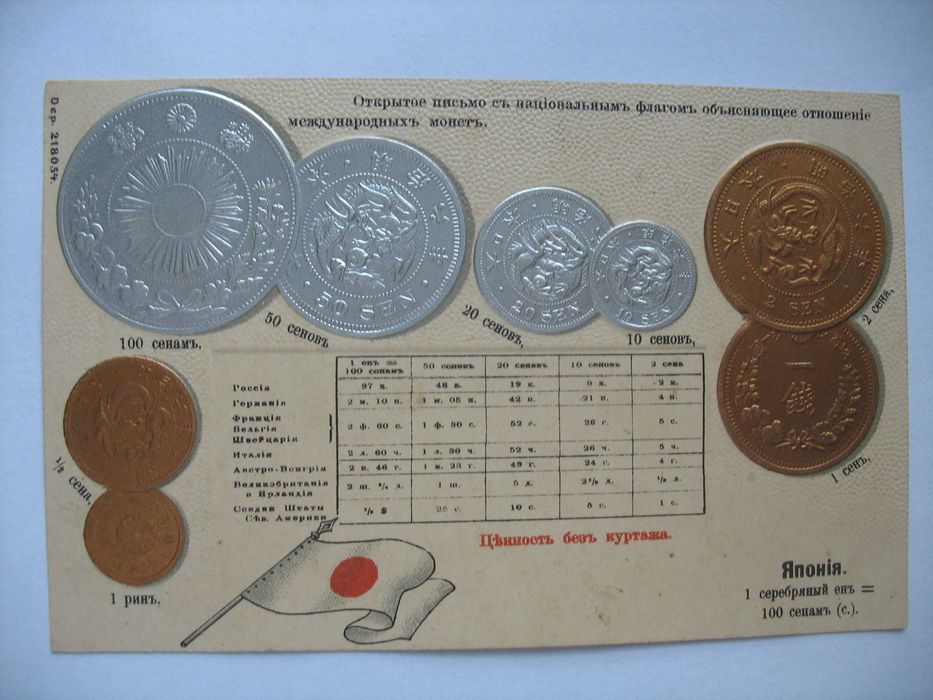 Dep. 218054.
Открытое письмо съ національнымъ флагомъ объясняющее отношеніе
международныхъ монетъ.
50 SEN
20 SEN
10 SEN
2 SEN
100 сенамъ.
50 сеновъ
20 сеновъ,
10 сеновъ,
2 сена,
1 сенъ,
1/2 сена,
1 ринъ.
1 енъ = 100 сенамъ 50 сеновъ 20 сеновъ 10 сеновъ 2 сена
Россія 97 к. 48 к. 19 к. 9 к. 2 к.
Германія 2 м. 10 п. 1 м. 05 п. 42 п. 21 п. 4 п.
Франція
Бельгія 2 ф. 60 с. 1 ф. 30 с. 52 с. 26 с. 5 с.
Швейцарія
Италія 2 л. 60 ч. 1 л. 30 ч. 52 ч. 26 ч. 5 ч.
Австро-Венгрія 2 к. 46 г. 1 к. 23 г. 49 г. 24 г. 4 г.
Великобританія
и Ирландія 2 ш. 1 ш. 5 д.
Соедин Штаты
Сѣв. Америки 25 с. 10 с. 5 с. 1 с.
Цѣнность безъ куртажа.
Японія.
1 серебряный енъ =
100 сенамъ (с.).